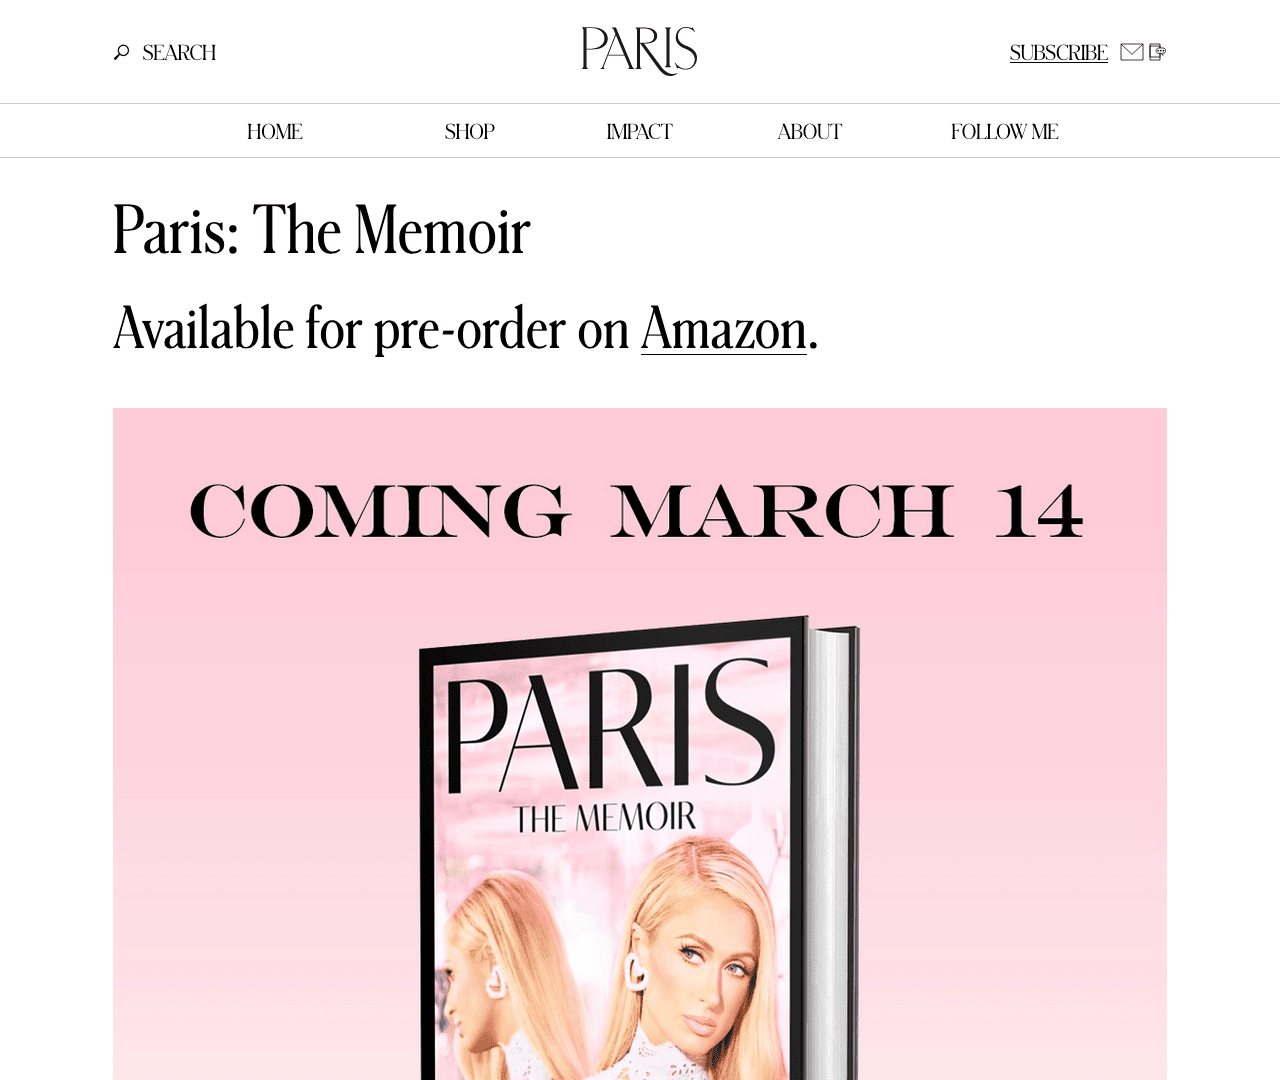 SEARCH
PARIS
SUBSCRIBE
HOME
SHOP
IMPACT
ABOUT
FOLLOW ME
Paris: The Memoir
Available for pre-order on Amazon.
COMING MARCH 14
PARIS
THE MEMOIR